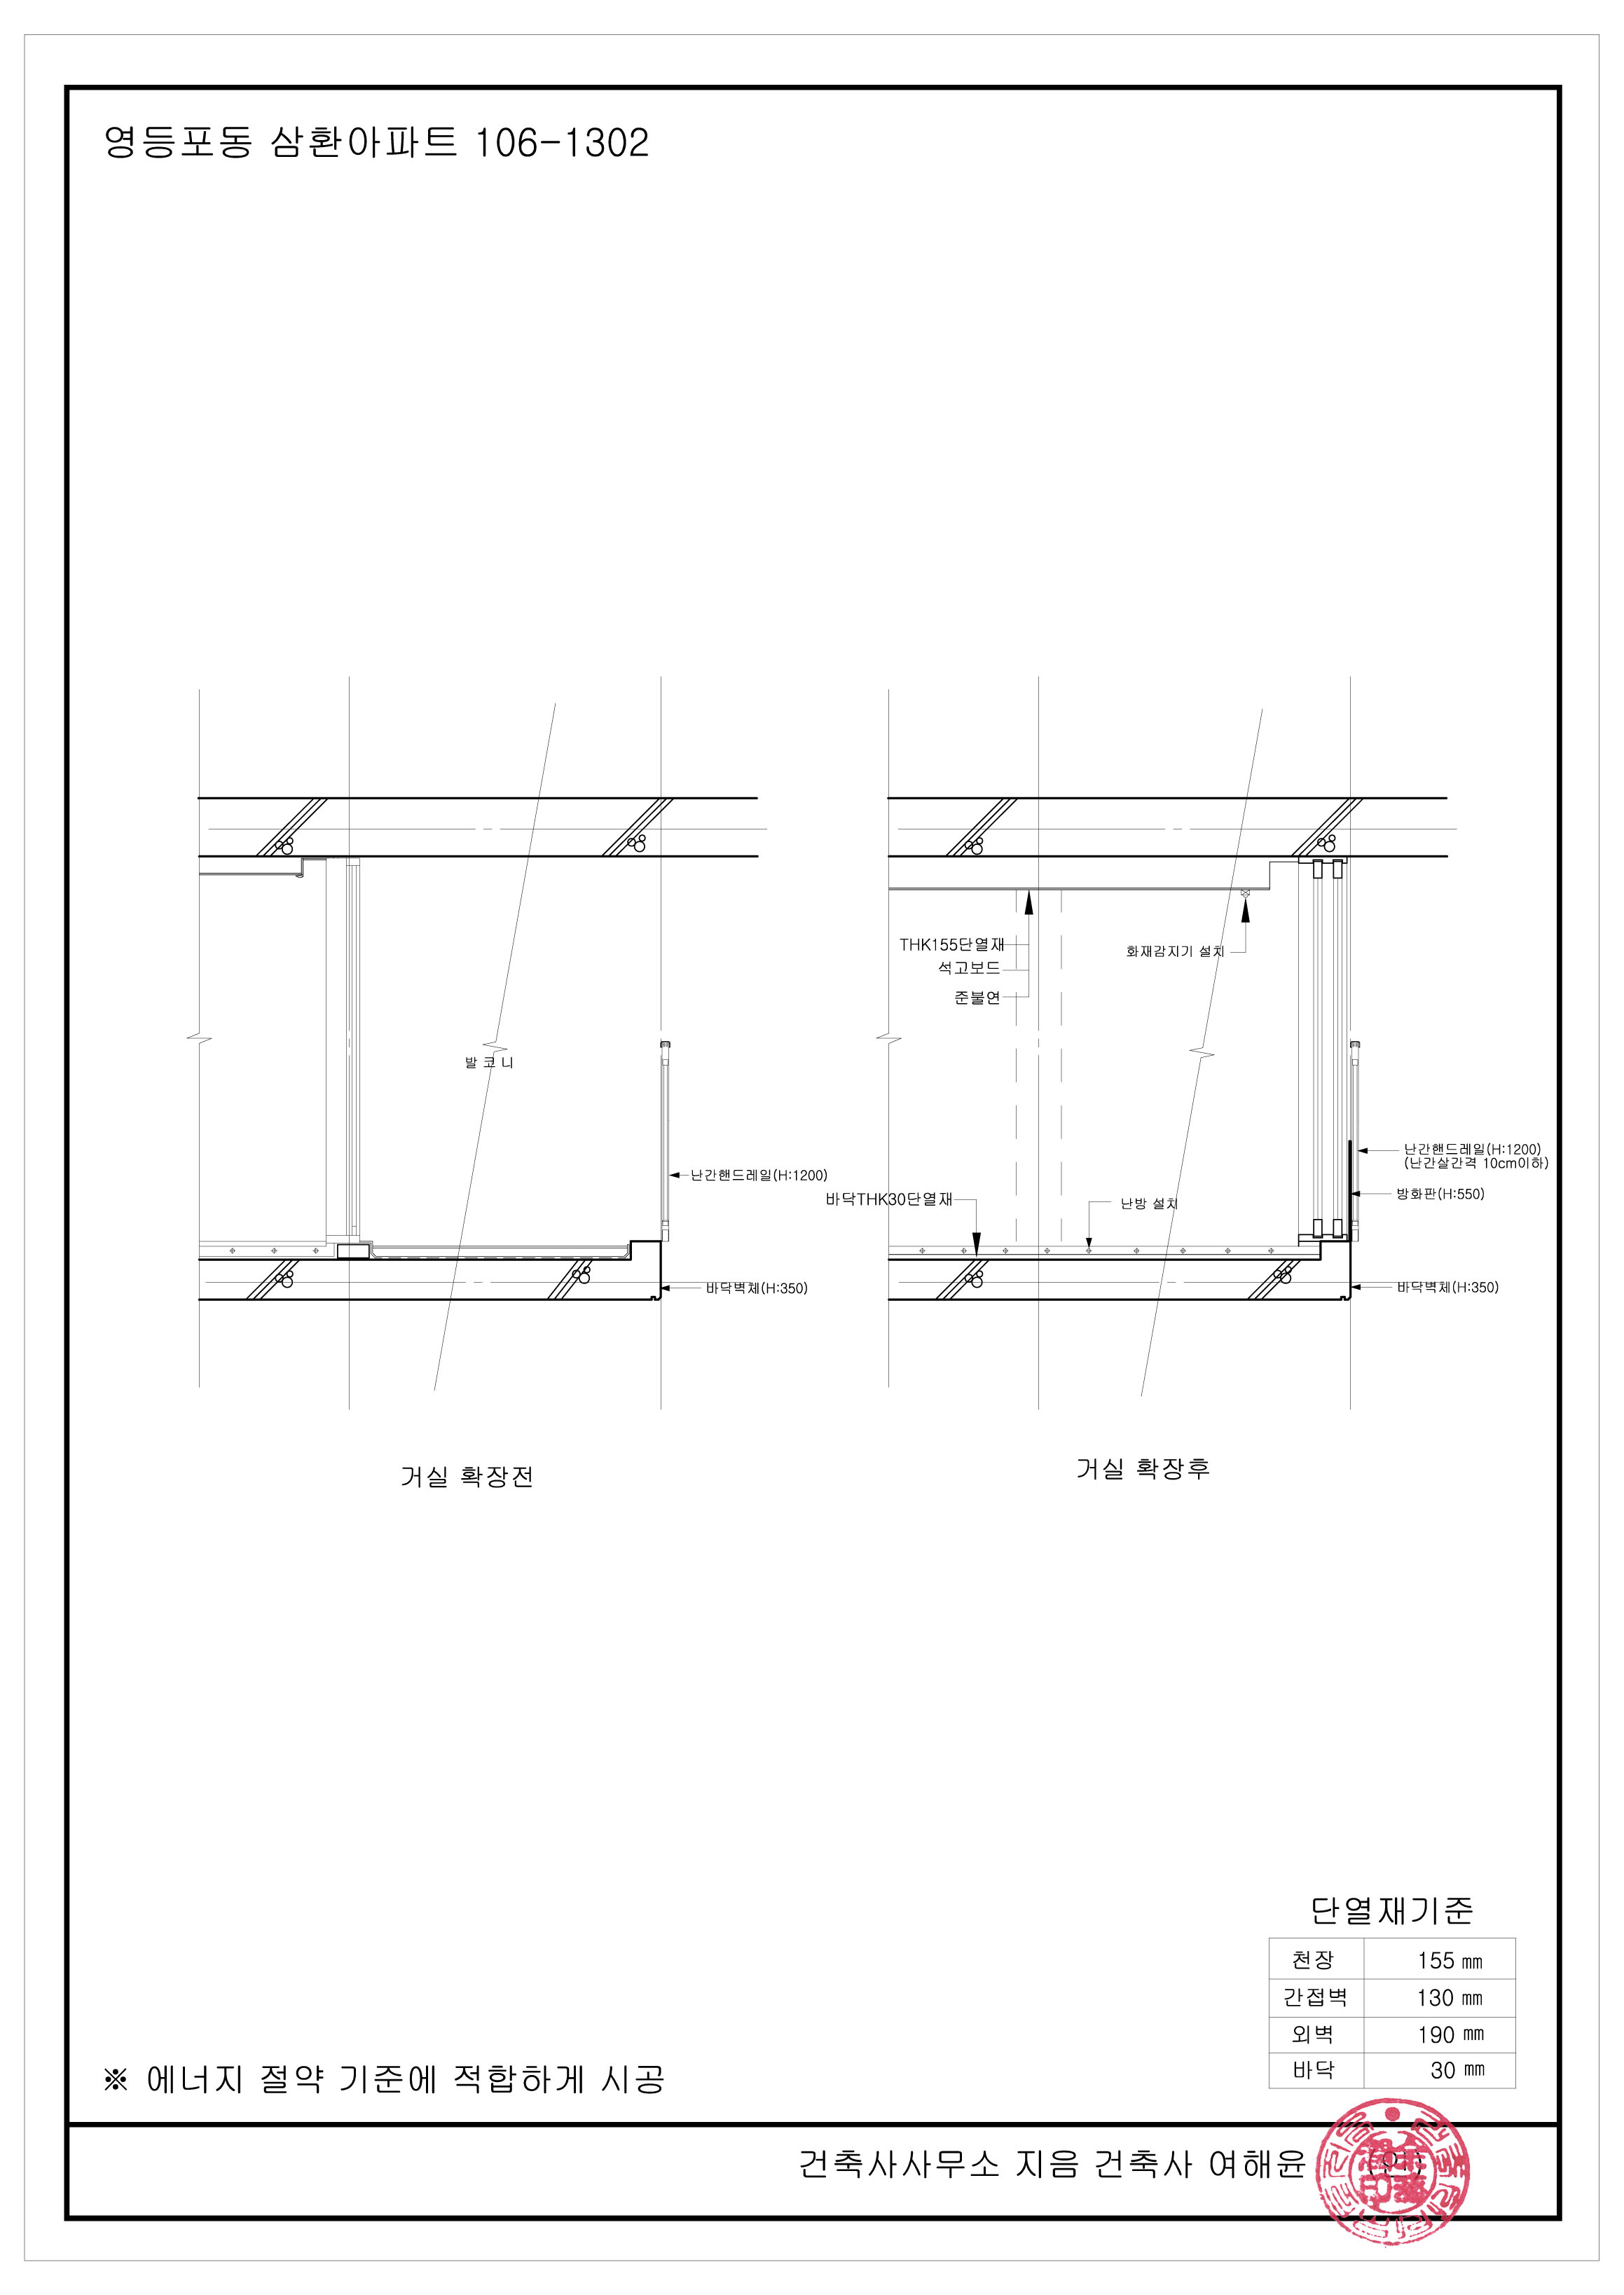 영등포동 삼환아파트 106-1302
발 코 니
난간핸드레일(H:1200)
바닥벽체(H:350)
거실 확장전
THK155단열재
석고보드
준불연
화재감지기 설치
바닥THK30단열재
난방 설치
난간핸드레일(H:1200)
(난간살간격 10cm이하)
방화판(H:550)
바닥벽체(H:350)
거실 확장후
단열재기준
천장 155 mm
간접벽 130 mm
외벽 190 mm
바닥 30 mm
※ 에너지 절약 기준에 적합하게 시공
건축사사무소 지음 건축사 여해윤 (인)